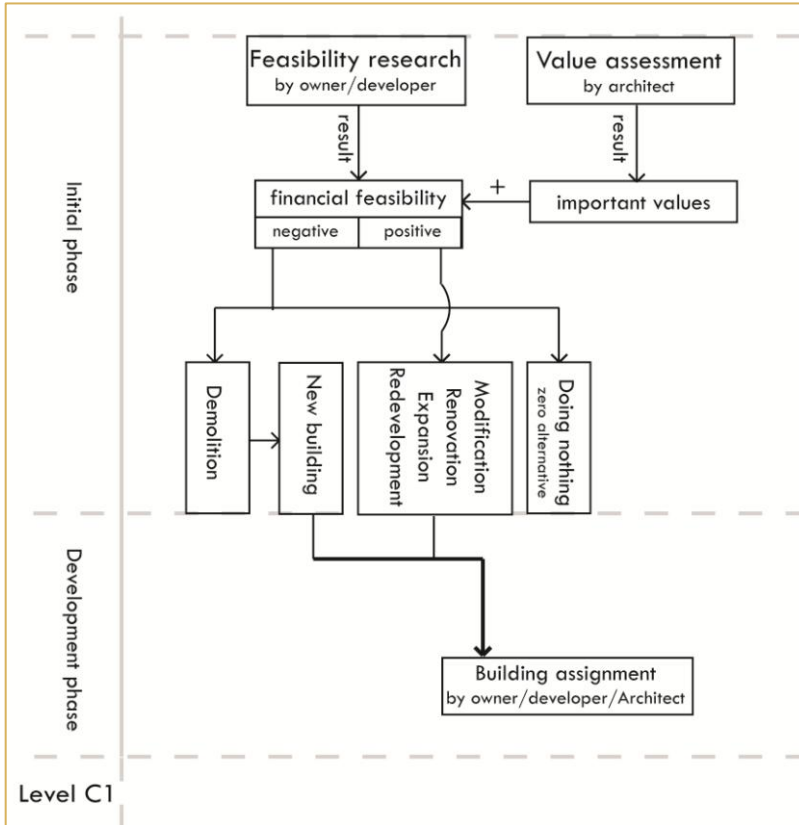 Feasibility research
by owner/developer
Value assessment
by architect
result
result
Initial phase
financial feasibility
+
important values
negative
positive
Demolition
New building
Modification
Renovation
Expansion
Redevelopment
Doing nothing
zero alternative
Development phase
Building assignment
by owner/developer/Architect
Level C1